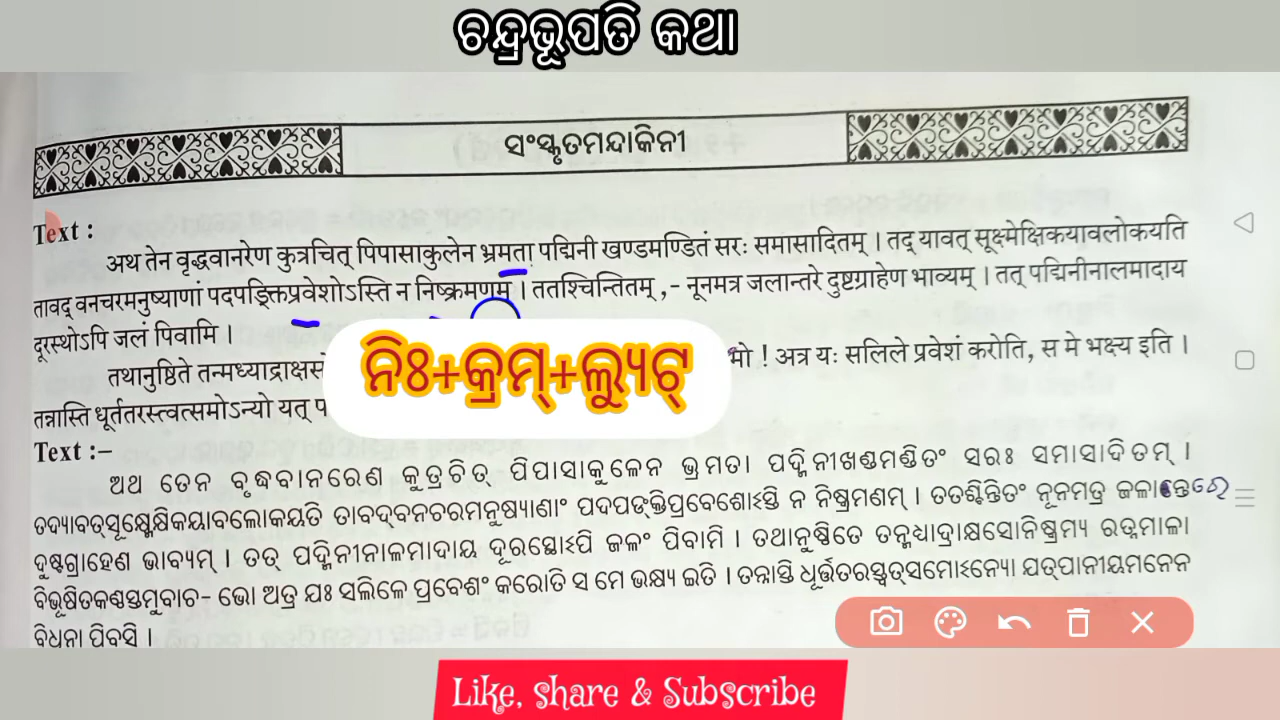 ଚନ୍ଦ୍ରଭୂପତି କଥା
ସଂସ୍କୃତମନ୍ଦାକିନୀ
Text :
अथ तेन वृद्धवानरेण कुत्रचित् पिपासाकुलेन भ्रमता पद्मिनी खण्डमण्डितं सरः समासादितम् । तद् यावत् सूक्ष्मेक्षिकयावलोकयति
तावद् वनचरमनुष्याणां पदपङ्क्तिप्रवेशोऽस्ति न निष्क्रमणम् । ततश्चिन्तितम् ,- नूनमत्र जलान्तरे दुष्टग्राहेण भाव्यम् । तत् पद्मिनीनालमादाय
दूरस्थोऽपि जलं पिवामि ।
तथानुष्ठिते तन्मध्याद्राक्षसो
भो ! अत्र यः सलिले प्रवेशं करोति, स मे भक्ष्य इति ।
तन्नास्ति धूर्ततरस्त्वत्समोऽन्यो यत् प
ନିଃ+କ୍ରମ୍+ଲ୍ୟୁଟ୍
Text :–
ଅଥ ତେନ ବୃଦ୍ଧବାନରେଣ କୁତ୍ରଚିତ୍ ପିପାସାକୁଳେନ ଭ୍ରମତା ପଦ୍ମିନୀଖଣ୍ଡମଣ୍ଡିତଂ ସରଃ ସମାସାଦିତମ୍ ।
ତଦ୍ୟାବତ୍ସୂକ୍ଷ୍ମେକ୍ଷିକୟାବଲୋକୟତି ତାବଦ୍ବନଚରମନୁଷ୍ୟାଣାଂ ପଦପଙ୍କ୍ତିପ୍ରବେଶୋଽସ୍ତି ନ ନିଷ୍କ୍ରମଣମ୍ । ତତଶ୍ଚିନ୍ତିତଂ ନୂନମତ୍ର ଜଳାନ୍ତରେ
ଦୁଷ୍ଟଗ୍ରାହେଣ ଭାବ୍ୟମ୍ । ତତ୍ ପଦ୍ମିନୀନାଳମାଦାୟ ଦୂରସ୍ଥୋଽପି ଜଳଂ ପିବାମି । ତଥାନୁଷ୍ଠିତେ ତନ୍ମଧ୍ୟାଦ୍ରାକ୍ଷସୋନିଷ୍କ୍ରମ୍ୟ ରତ୍ନମାଳା
ବିଭୂଷିତକଣ୍ଠସ୍ତମୁବାଚ- ଭୋ ଅତ୍ର ଯଃ ସଲିଳେ ପ୍ରବେଶଂ କରୋତି ସ ମେ ଭକ୍ଷ୍ୟ ଇତି । ତନ୍ନାସ୍ତି ଧୂର୍ତ୍ତତରସ୍ତ୍ୱତ୍ସମୋଽନ୍ୟୋ ଯତ୍ପାନୀୟମନେନ
ବିଧିନା ପିବସି ।
Like, share & Subscribe